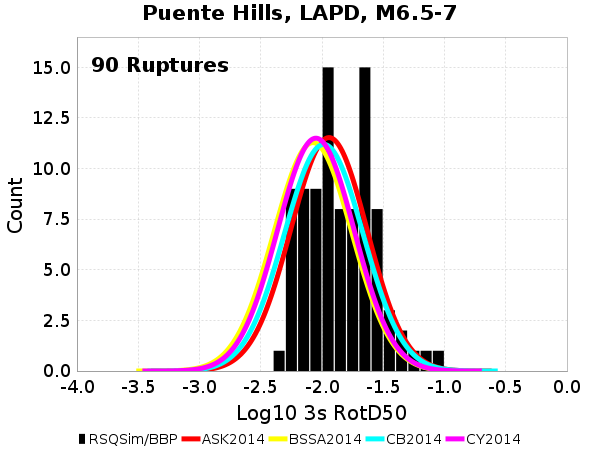 Puente Hills, LAPD, M6.5-7
90 Ruptures
Count
15.0
12.5
10.0
7.5
5.0
2.5
0.0
-4.0 -3.5 -3.0 -2.5 -2.0 -1.5 -1.0 -0.5 0.0
Log10 3s RotD50
RSQSim/BBP ASK2014 BSSA2014 CB2014 CY2014